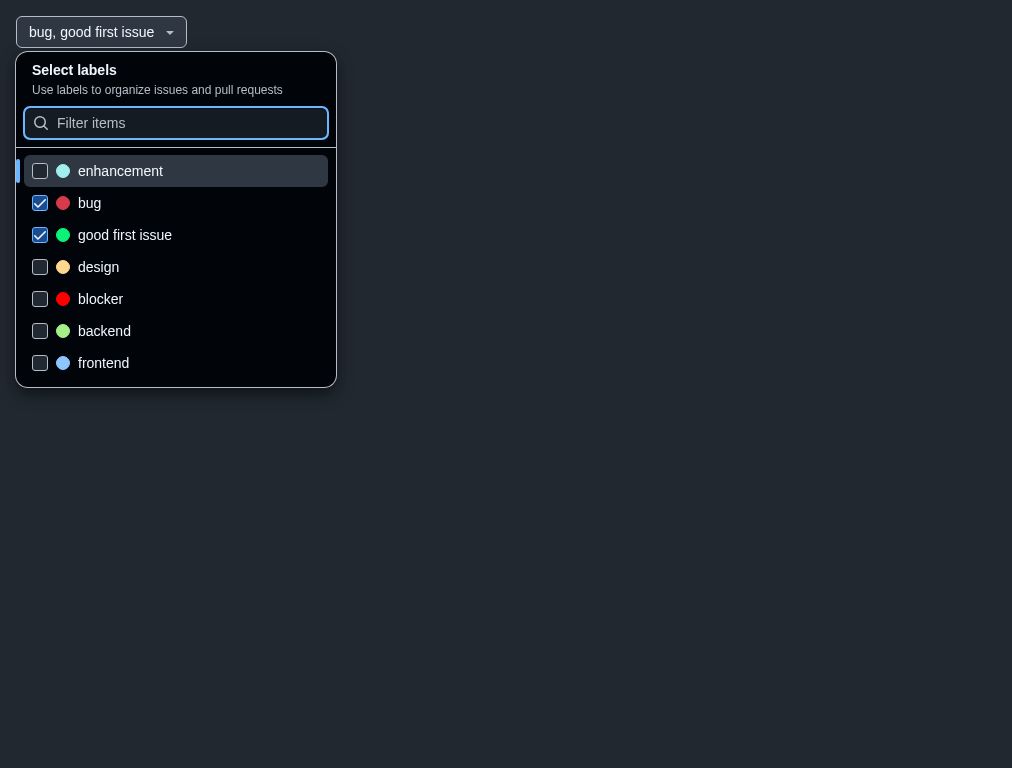 bug, good first issue
Select labels
Use labels to organize issues and pull requests
Filter items
enhancement
bug
good first issue
design
blocker
backend
frontend